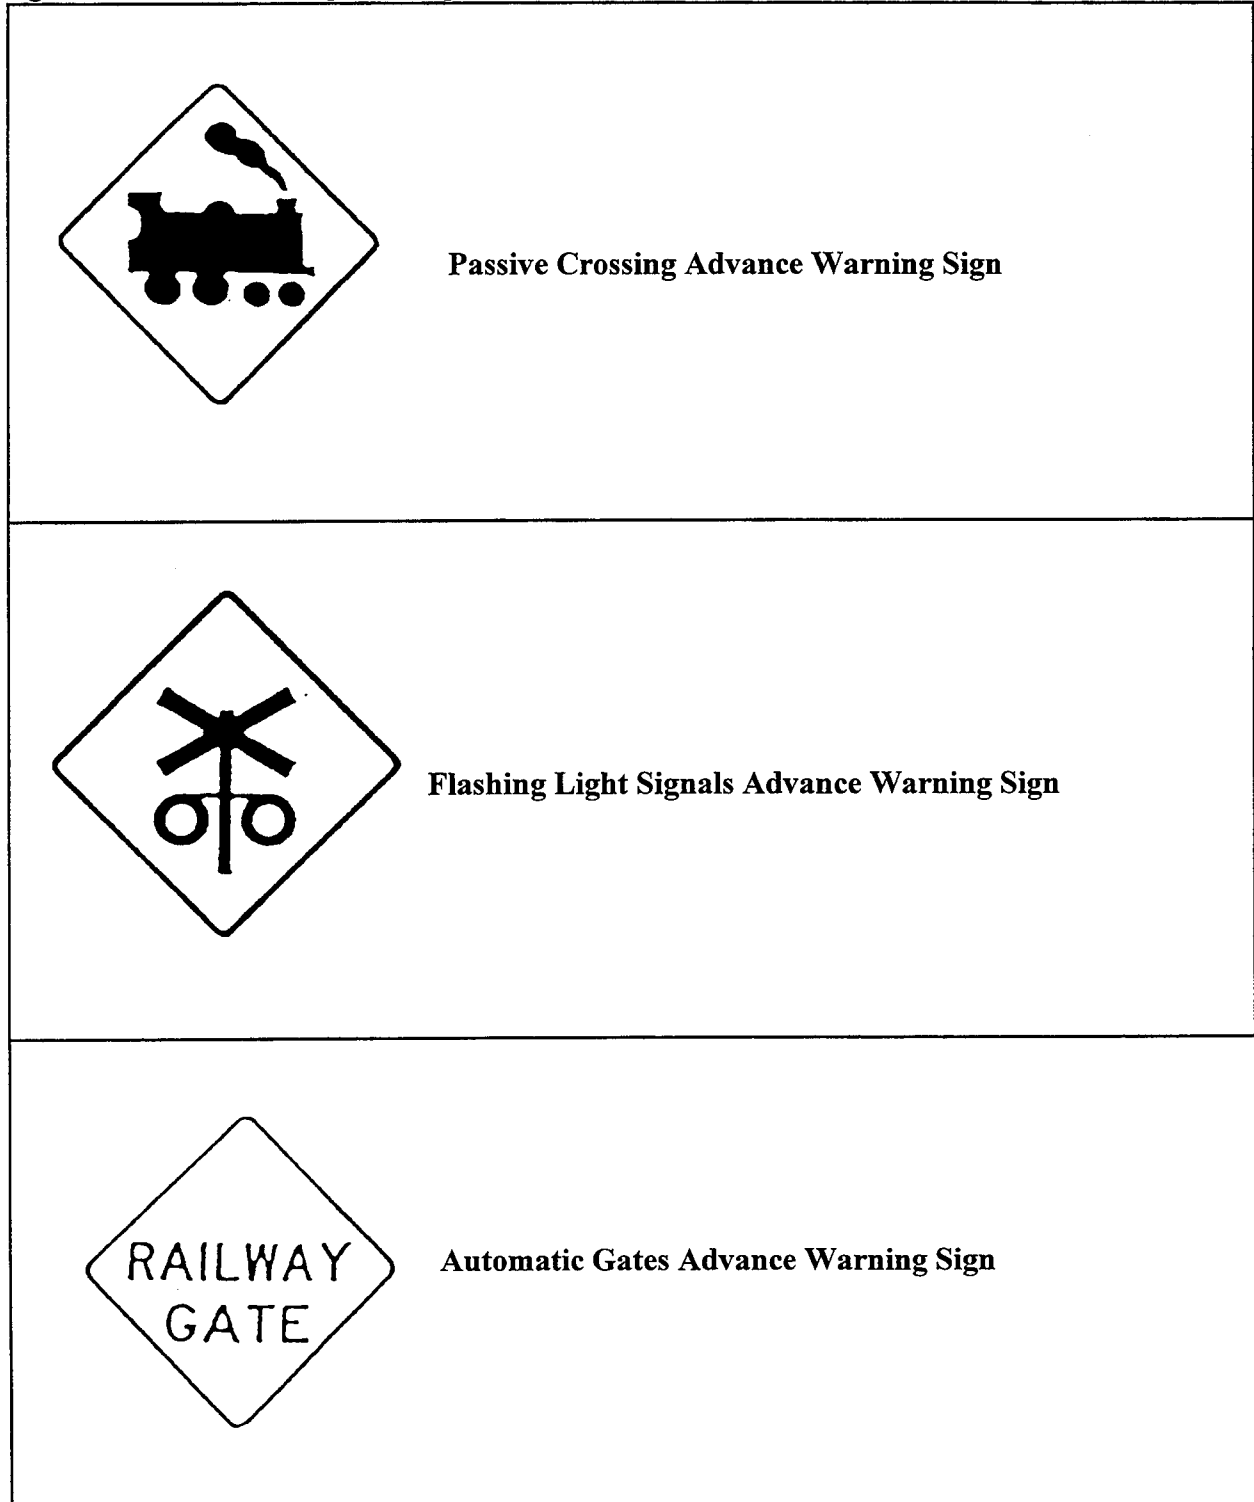 Passive Crossing Advance Warning Sign
Flashing Light Signals Advance Warning Sign
RAILWAY
GATE
Automatic Gates Advance Warning Sign